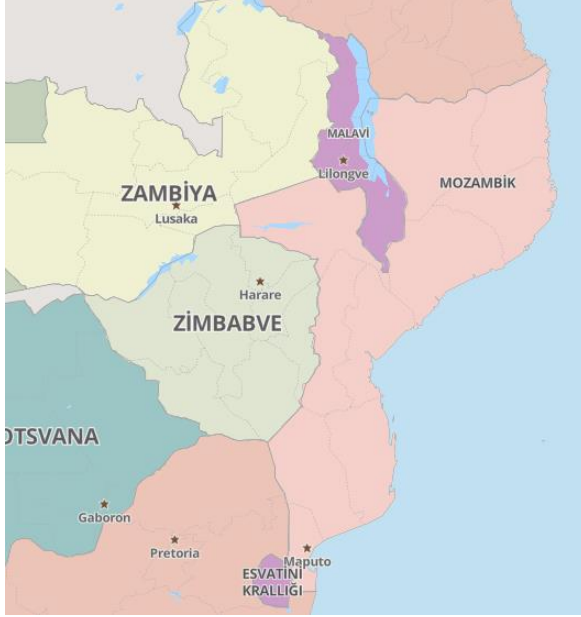 MALAVİ
Lilongve
MOZAMBİK
ZAMBİYA
Lusaka
Harare
ZİMBABVE
OTSVANA
Gaboron
Pretoria
Maputo
ESVATİNİ
KRALLIĞI